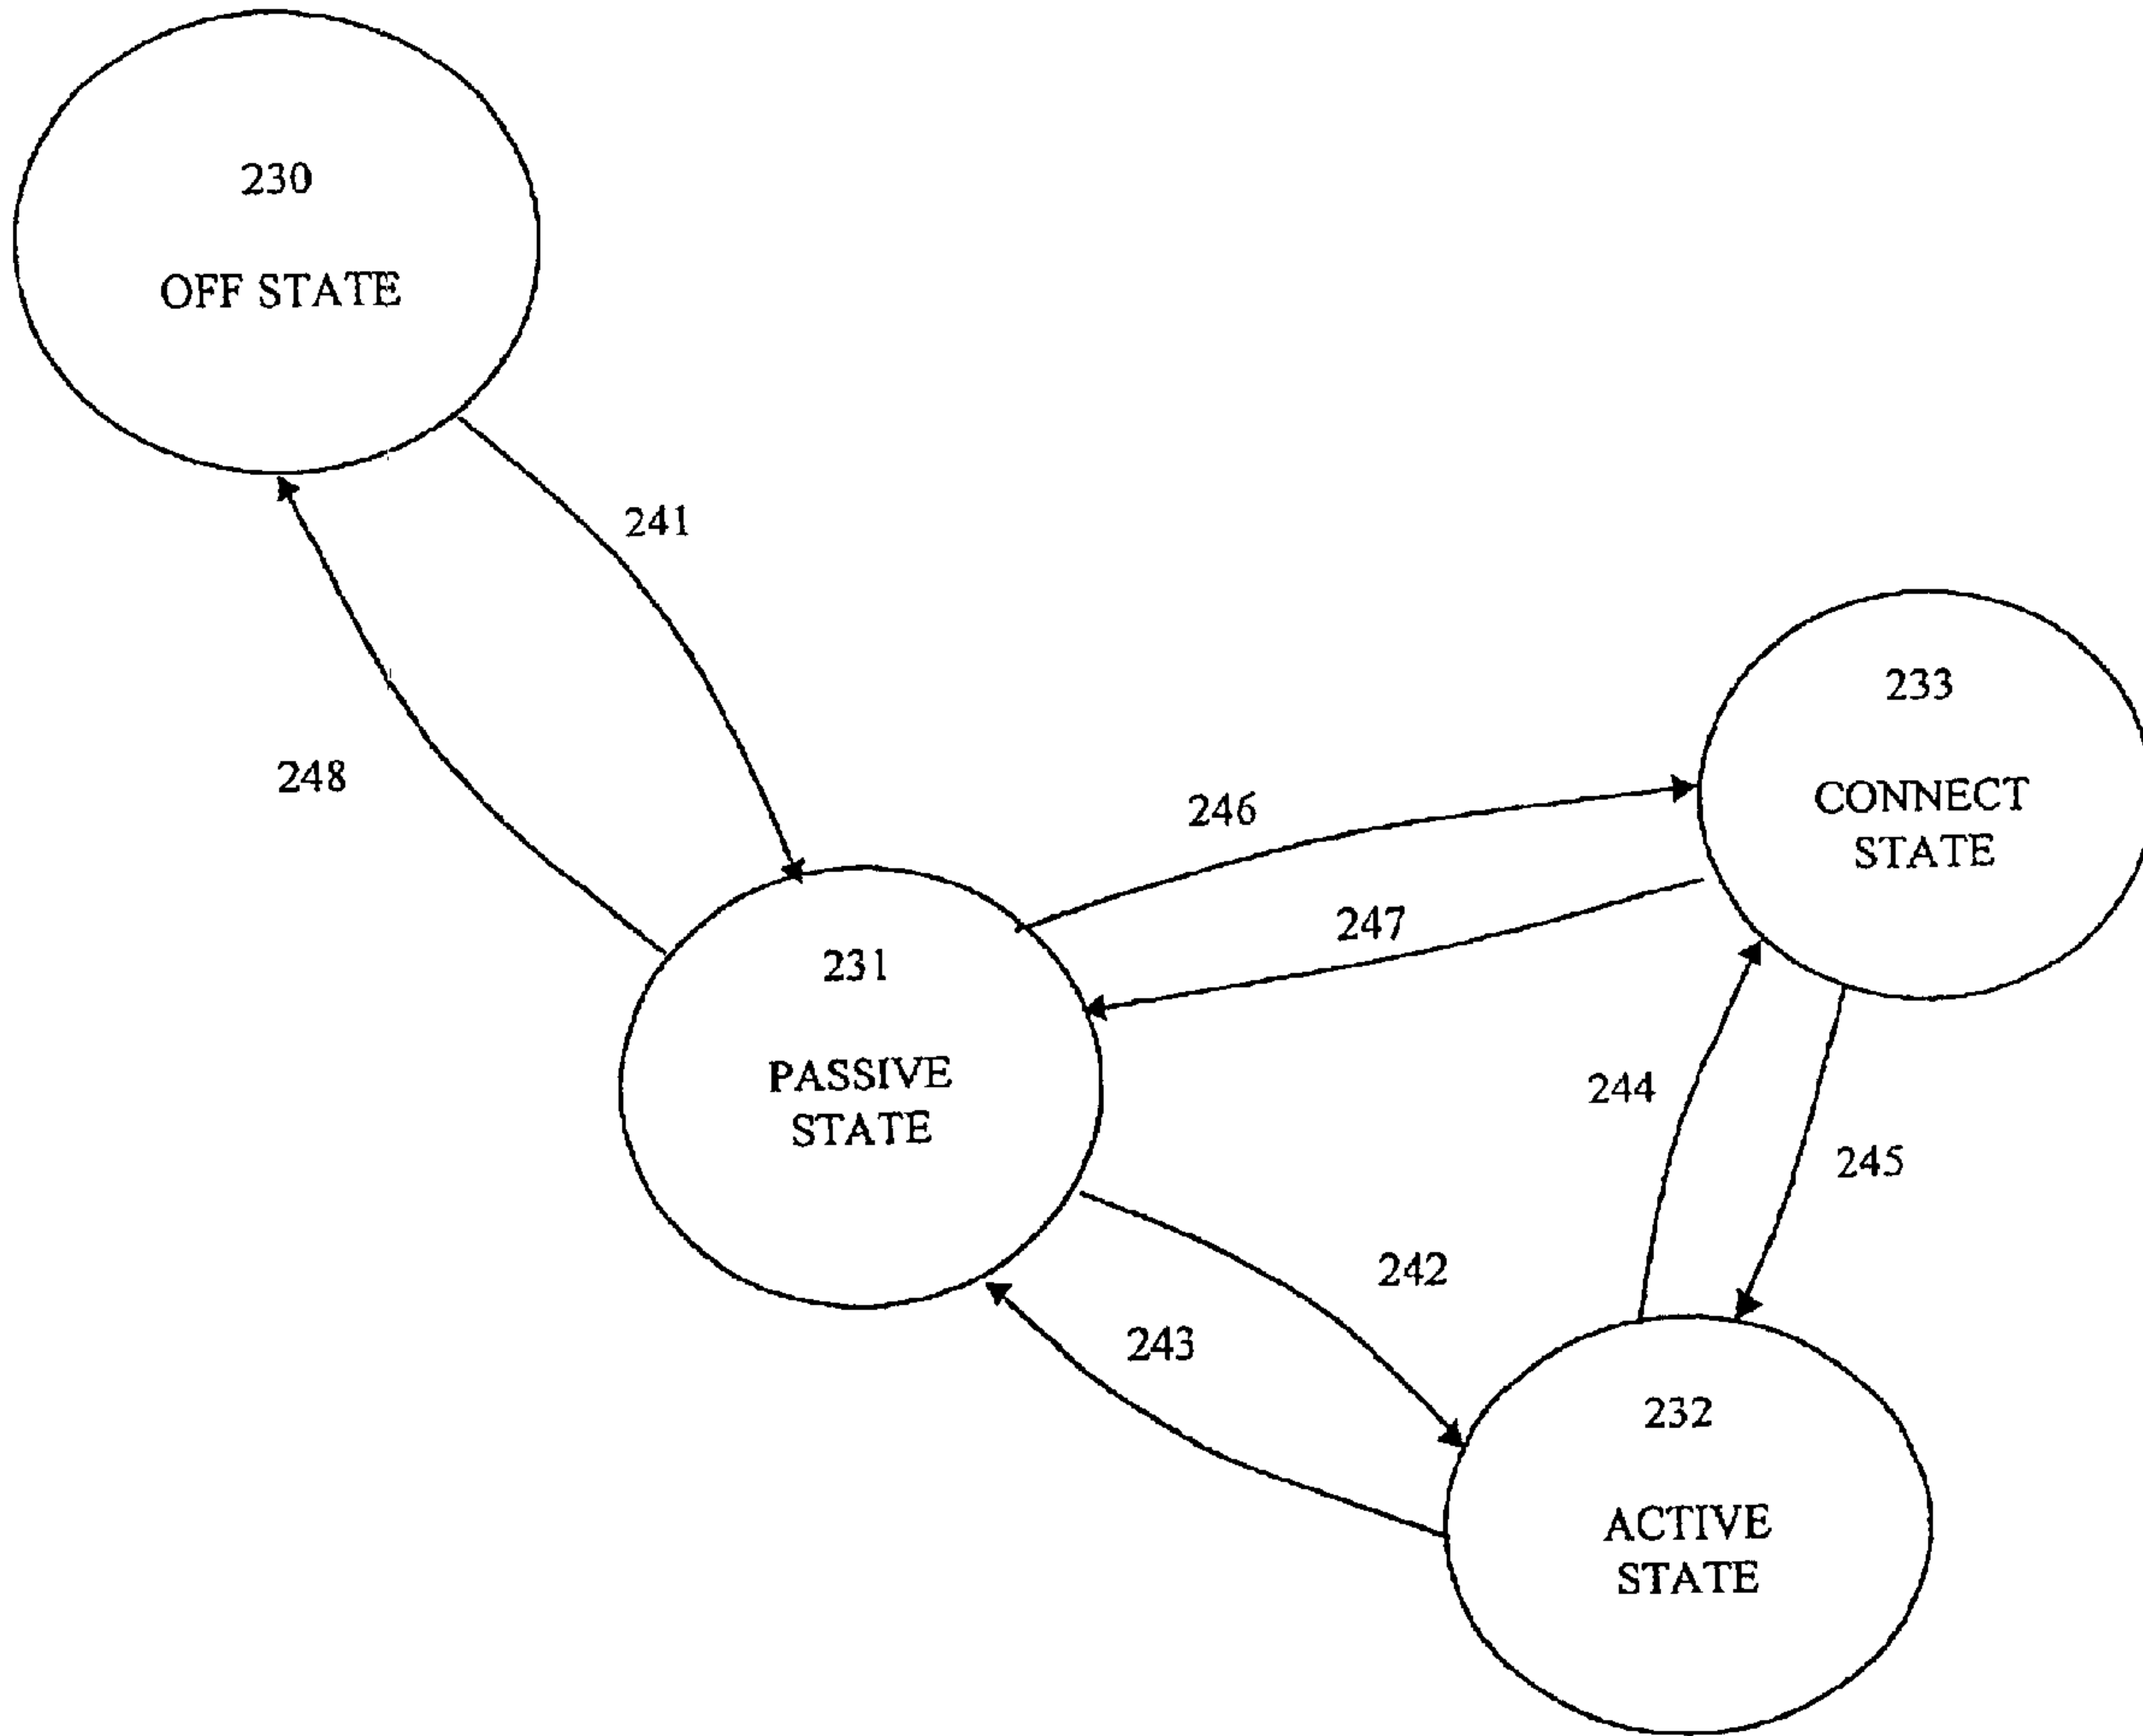 230
OFF STATE
241
248
233
CONNECT
STATE
246
247
231
PASSIVE
STATE
244
245
242
243
232
ACTIVE
STATE